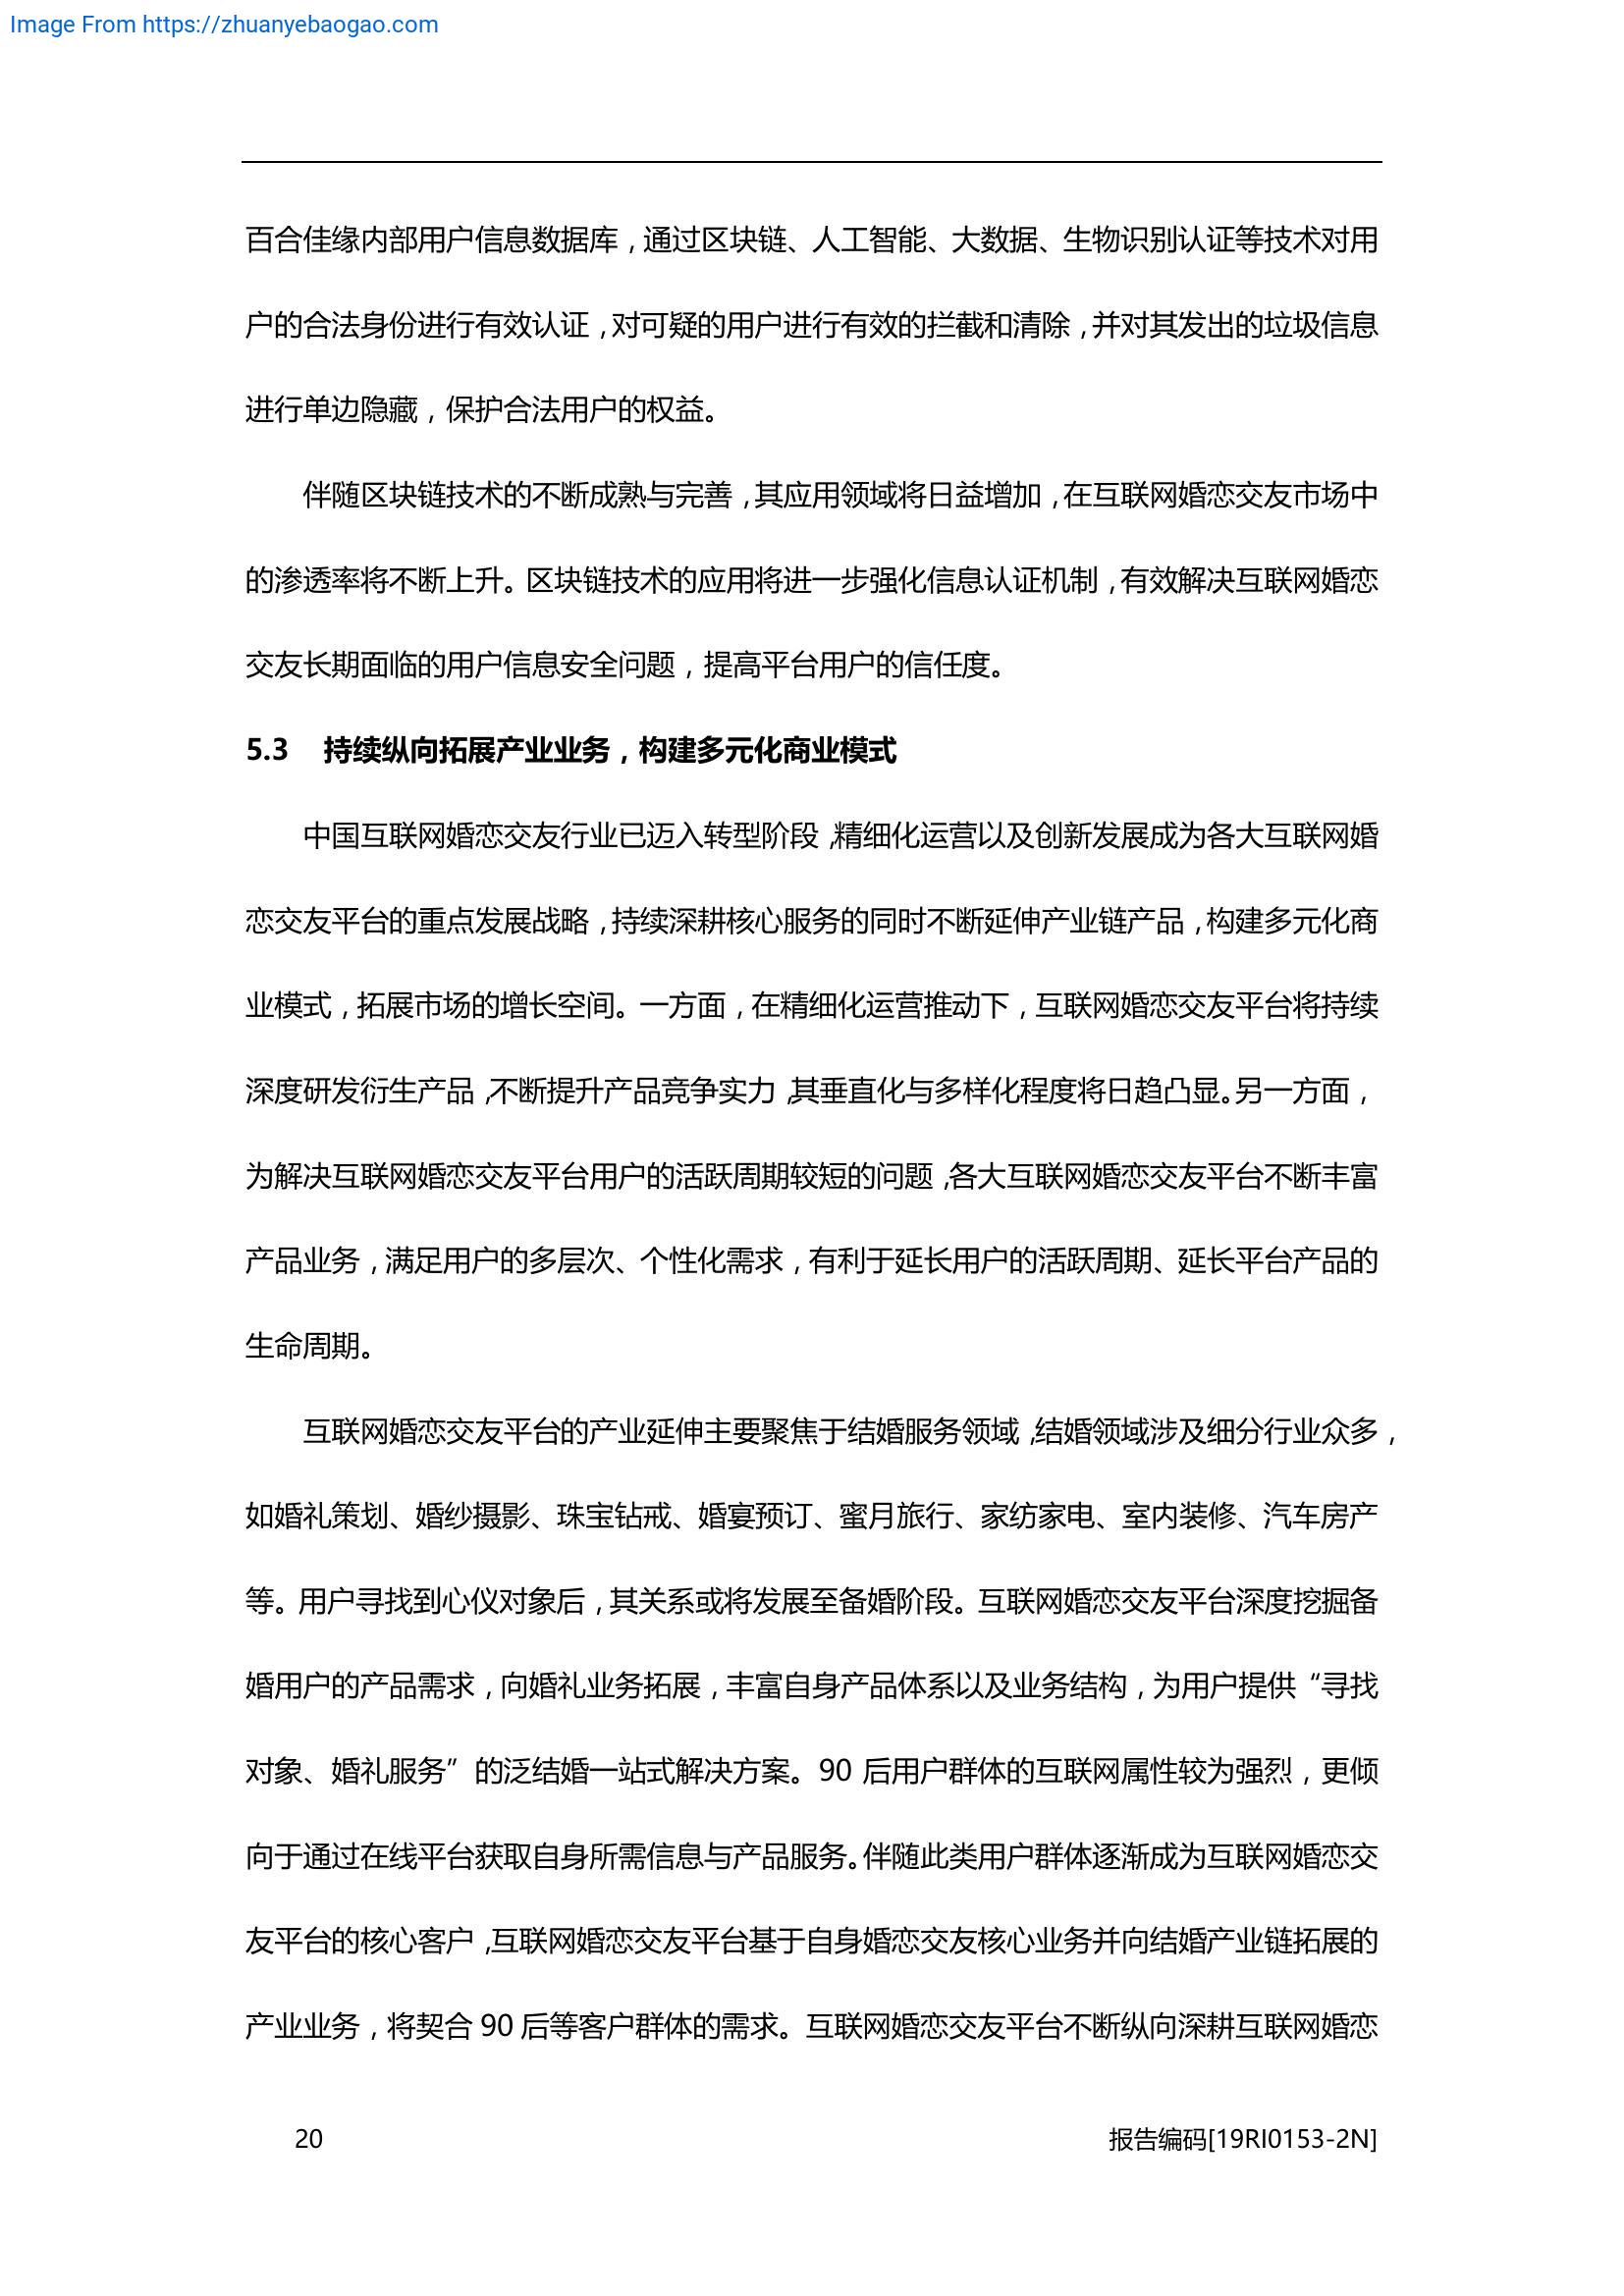 Image From https://zhuanyebaogao.com
百合佳缘内部用户信息数据库，通过区块链、人工智能、大数据、生物识别认证等技术对用
户的合法身份进行有效认证，对可疑的用户进行有效的拦截和清除，并对其发出的垃圾信息
进行单边隐藏，保护合法用户的权益。
伴随区块链技术的不断成熟与完善，其应用领域将日益增加，在互联网婚恋交友市场中
的渗透率将不断上升。区块链技术的应用将进一步强化信息认证机制，有效解决互联网婚恋
交友长期面临的用户信息安全问题，提高平台用户的信任度。
5.3 持续纵向拓展产业业务，构建多元化商业模式
中国互联网婚恋交友行业已迈入转型阶段，精细化运营以及创新发展成为各大互联网婚
恋交友平台的重点发展战略，持续深耕核心服务的同时不断延伸产业链产品，构建多元化商
业模式，拓展市场的增长空间。一方面，在精细化运营推动下，互联网婚恋交友平台将持续
深度研发衍生产品，不断提升产品竞争实力，其垂直化与多样化程度将日趋凸显。另一方面，
为解决互联网婚恋交友平台用户的活跃周期较短的问题，各大互联网婚恋交友平台不断丰富
产品业务，满足用户的多层次、个性化需求，有利于延长用户的活跃周期、延长平台产品的
生命周期。
互联网婚恋交友平台的产业延伸主要聚焦于结婚服务领域，结婚领域涉及细分行业众多，
如婚礼策划、婚纱摄影、珠宝钻戒、婚宴预订、蜜月旅行、家纺家电、室内装修、汽车房产
等。用户寻找到心仪对象后，其关系或将发展至备婚阶段。互联网婚恋交友平台深度挖掘备
婚用户的产品需求，向婚礼业务拓展，丰富自身产品体系以及业务结构，为用户提供“寻找
对象、婚礼服务”的泛结婚一站式解决方案。90 后用户群体的互联网属性较为强烈，更倾
向于通过在线平台获取自身所需信息与产品服务。伴随此类用户群体逐渐成为互联网婚恋交
友平台的核心客户，互联网婚恋交友平台基于自身婚恋交友核心业务并向结婚产业链拓展的
产业业务，将契合 90 后等客户群体的需求。互联网婚恋交友平台不断纵向深耕互联网婚恋
20 报告编码[19RI0153-2N]